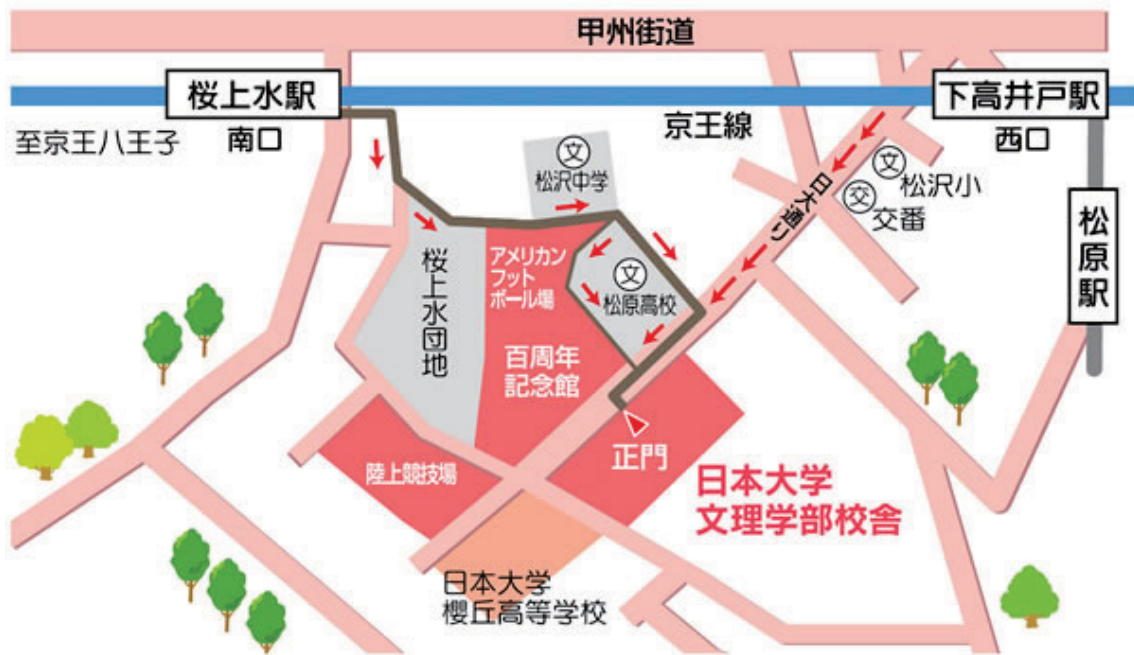 甲州街道
桜上水駅
下高井戸駅
至京王八王子
南口
京王線
西口
文
松沢中学
文
松沢小
交
交番
日大通り
松原駅
桜上水団地
アメリカン
フット
ボール場
文
松原高校
百周年
記念館
正門
陸上競技場
日本大学
文理学部校舎
日本大学
櫻丘高等学校